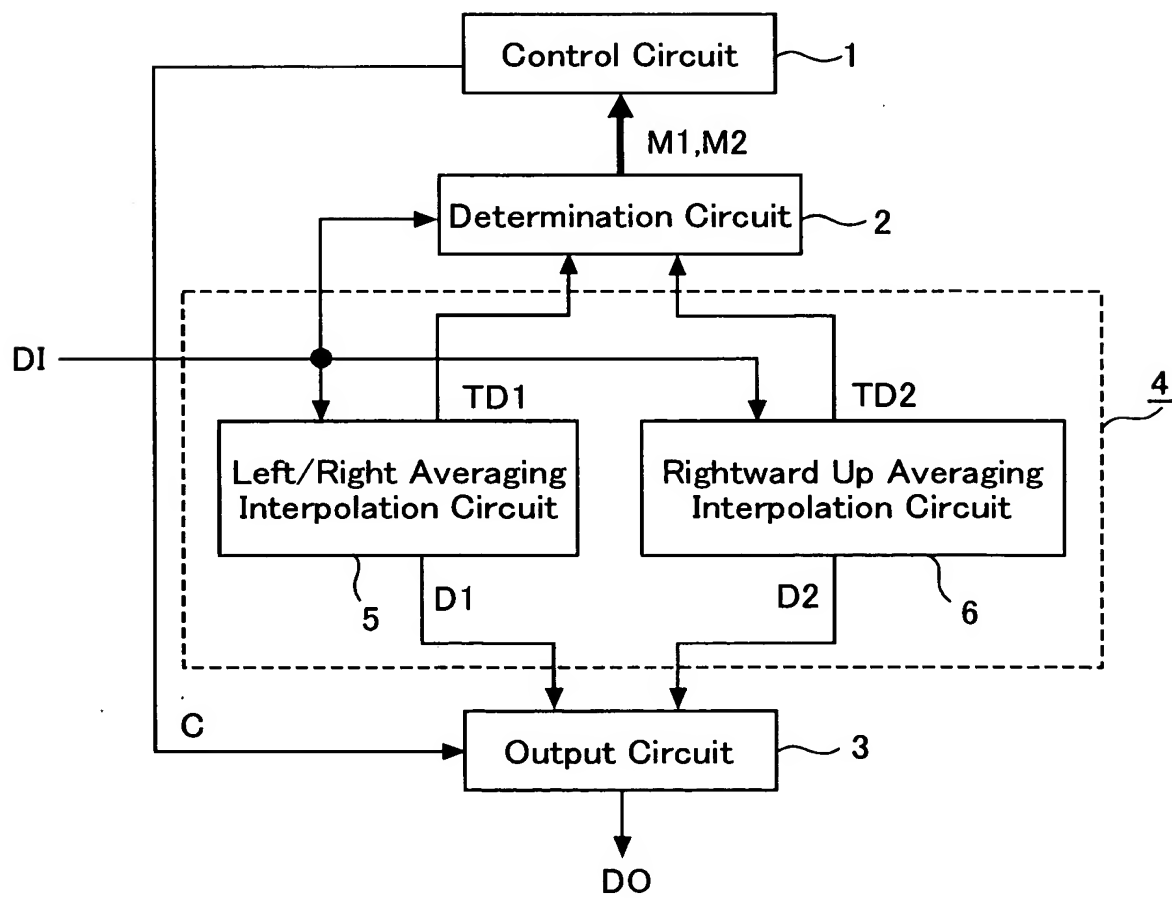 Control Circuit
1
M1,M2
Determination Circuit
2
DI
TD1
TD2
4
Left/Right Averaging
Interpolation Circuit
Rightward Up Averaging
Interpolation Circuit
5
D1
D2
6
C
Output Circuit
3
DO